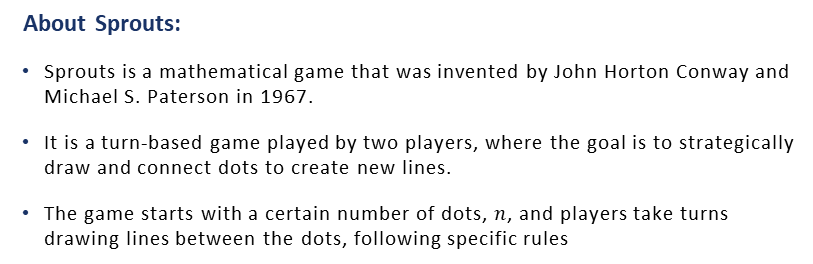 About Sprouts:
• Sprouts is a mathematical game that was invented by John Horton Conway and
Michael S. Paterson in 1967.
• It is a turn-based game played by two players, where the goal is to strategically
draw and connect dots to create new lines.
• The game starts with a certain number of dots, n, and players take turns
drawing lines between the dots, following specific rules